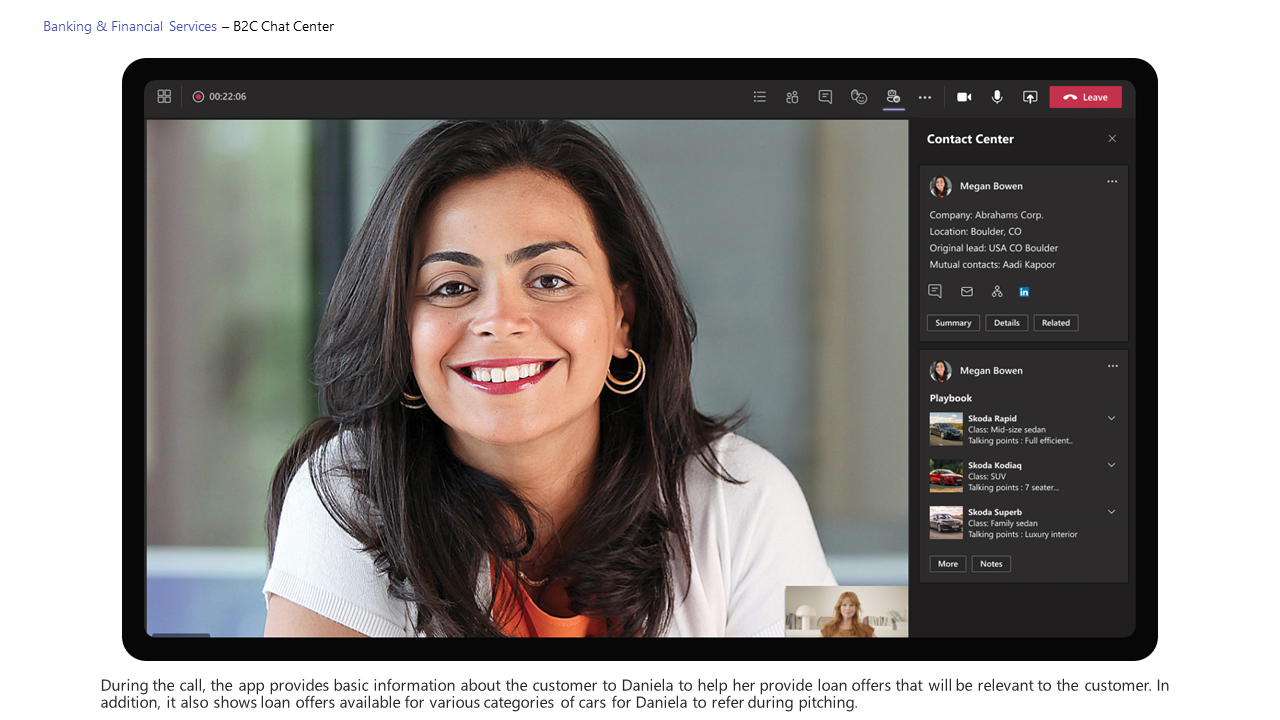 Banking & Financial Services – B2C Chat Center
00:22:06
Leave
Contact Center
Megan Bowen
Company: Abrahams Corp.
Location: Boulder, CO
Original lead: USA CO Boulder
Mutual contacts: Aadi Kapoor
in
Summary Details Related
Megan Bowen
Playbook
Skoda Rapid
Class: Mid-size sedan
Talking points : Full efficient..
Skoda Kodiaq
Class: SUV
Talking points : 7 seater...
Skoda Superb
Class: Family sedan
Talking points : Luxury interior
More Notes
During the call, the app provides basic information about the customer to Daniela to help her provide loan offers that will be relevant to the customer. In
addition, it also shows loan offers available for various categories of cars for Daniela to refer during pitching.